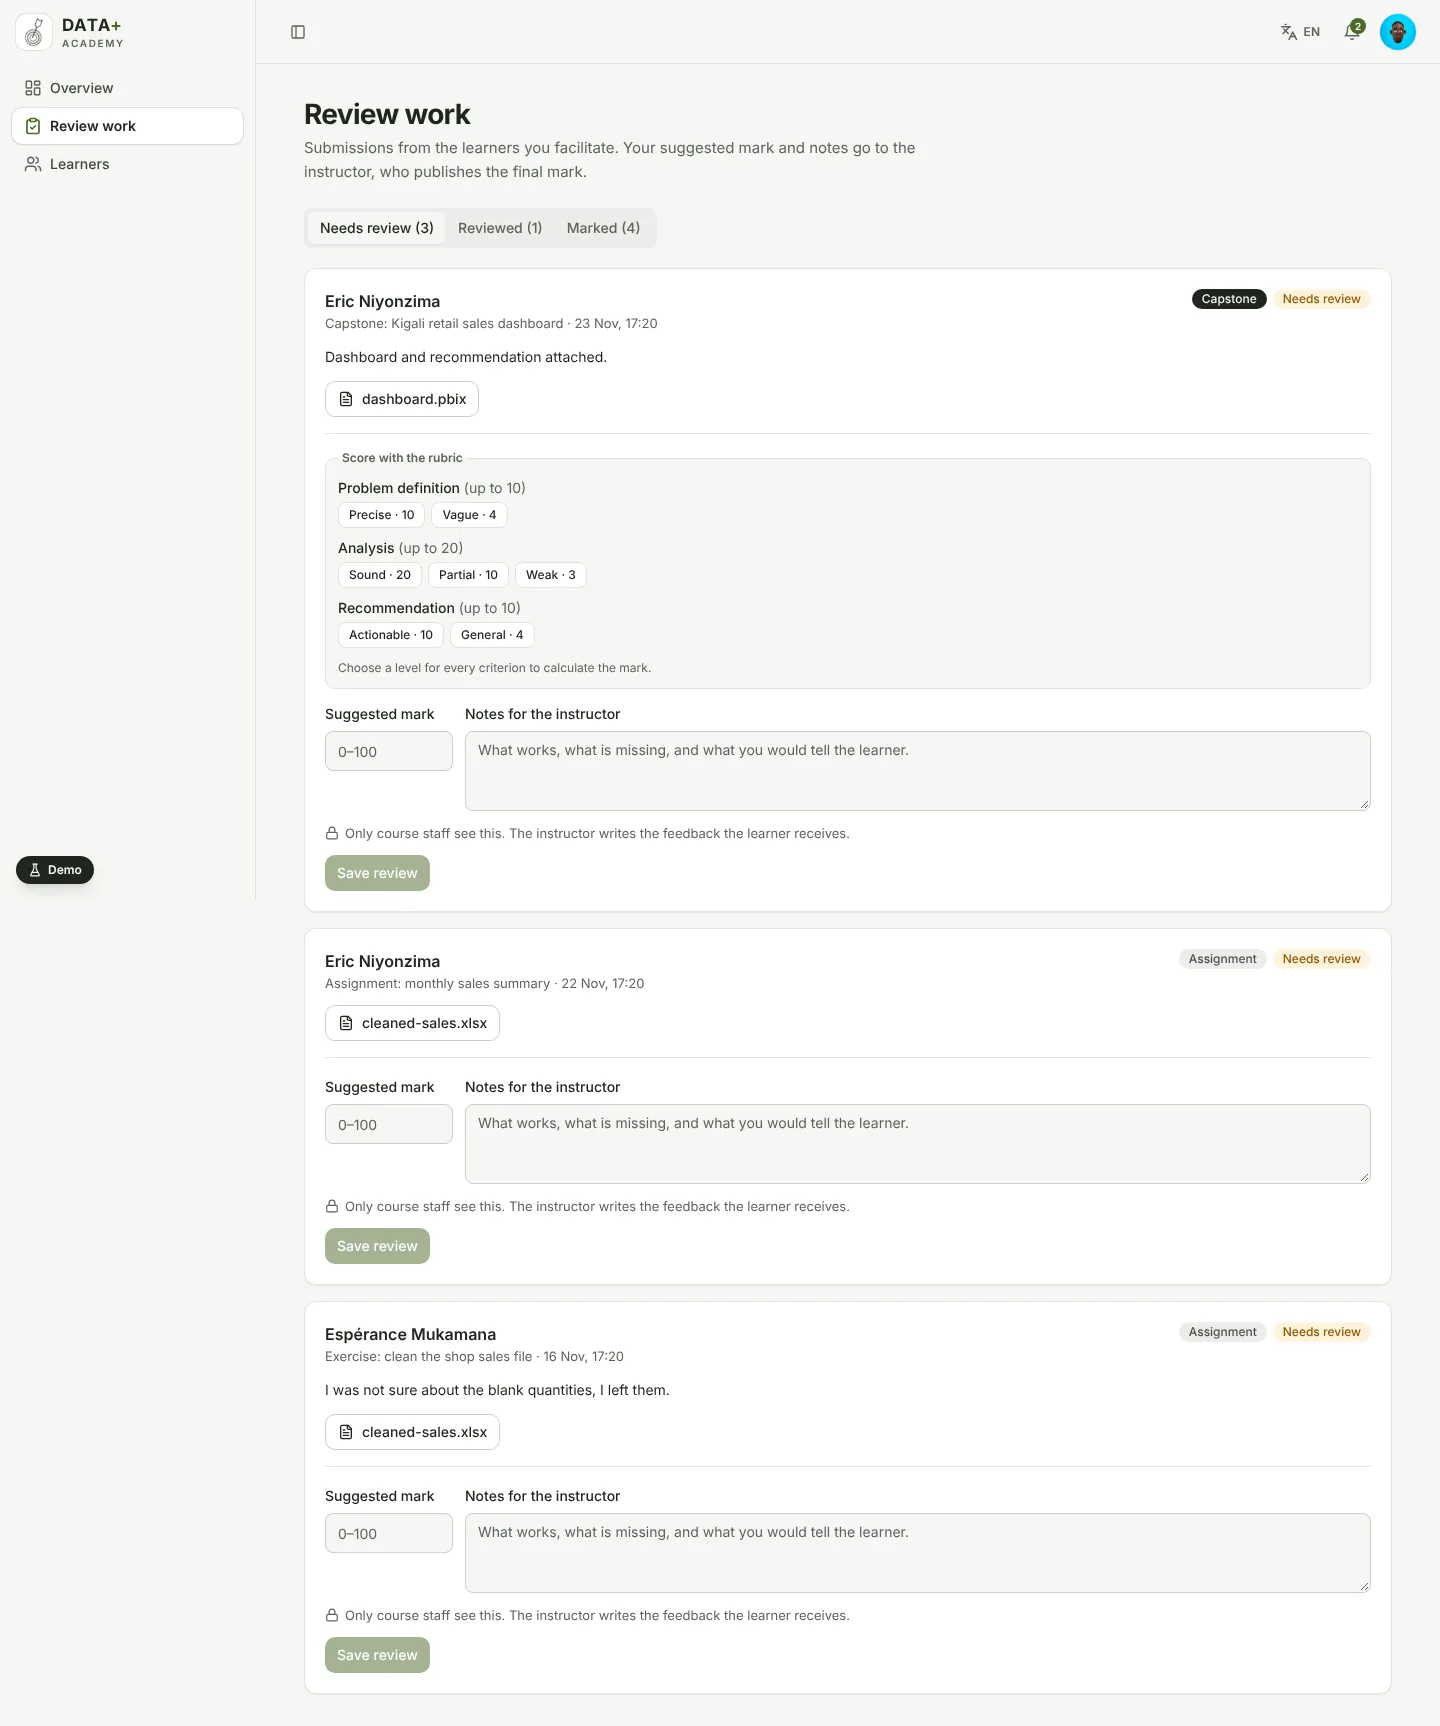 DATA+
ACADEMY
Overview
Review work
Learners
Demo
EN
2
Review work
Submissions from the learners you facilitate. Your suggested mark and notes go to the
instructor, who publishes the final mark.
Needs review (3)
Reviewed (1)
Marked (4)
Eric Niyonzima
Capstone
Needs review
Capstone: Kigali retail sales dashboard · 23 Nov, 17:20
Dashboard and recommendation attached.
dashboard.pbix
Score with the rubric
Problem definition (up to 10)
Precise · 10
Vague · 4
Analysis (up to 20)
Sound · 20
Partial · 10
Weak · 3
Recommendation (up to 10)
Actionable · 10
General · 4
Choose a level for every criterion to calculate the mark.
Suggested mark
Notes for the instructor
0–100
What works, what is missing, and what you would tell the learner.
Only course staff see this. The instructor writes the feedback the learner receives.
Save review
Eric Niyonzima
Assignment
Needs review
Assignment: monthly sales summary · 22 Nov, 17:20
cleaned-sales.xlsx
Suggested mark
Notes for the instructor
0–100
What works, what is missing, and what you would tell the learner.
Only course staff see this. The instructor writes the feedback the learner receives.
Save review
Espérance Mukamana
Assignment
Needs review
Exercise: clean the shop sales file · 16 Nov, 17:20
I was not sure about the blank quantities, I left them.
cleaned-sales.xlsx
Suggested mark
Notes for the instructor
0–100
What works, what is missing, and what you would tell the learner.
Only course staff see this. The instructor writes the feedback the learner receives.
Save review